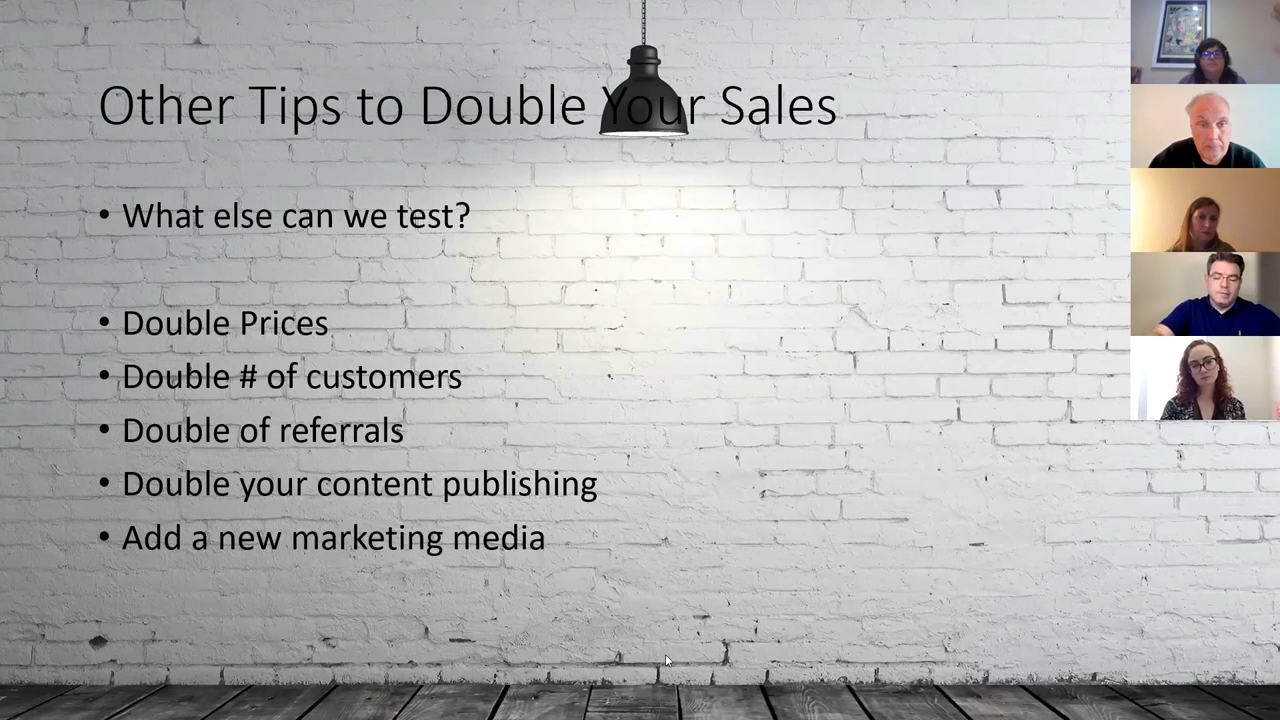 Other Tips to Double Your Sales
• What else can we test?
• Double Prices
• Double # of customers
• Double of referrals
• Double your content publishing
• Add a new marketing media